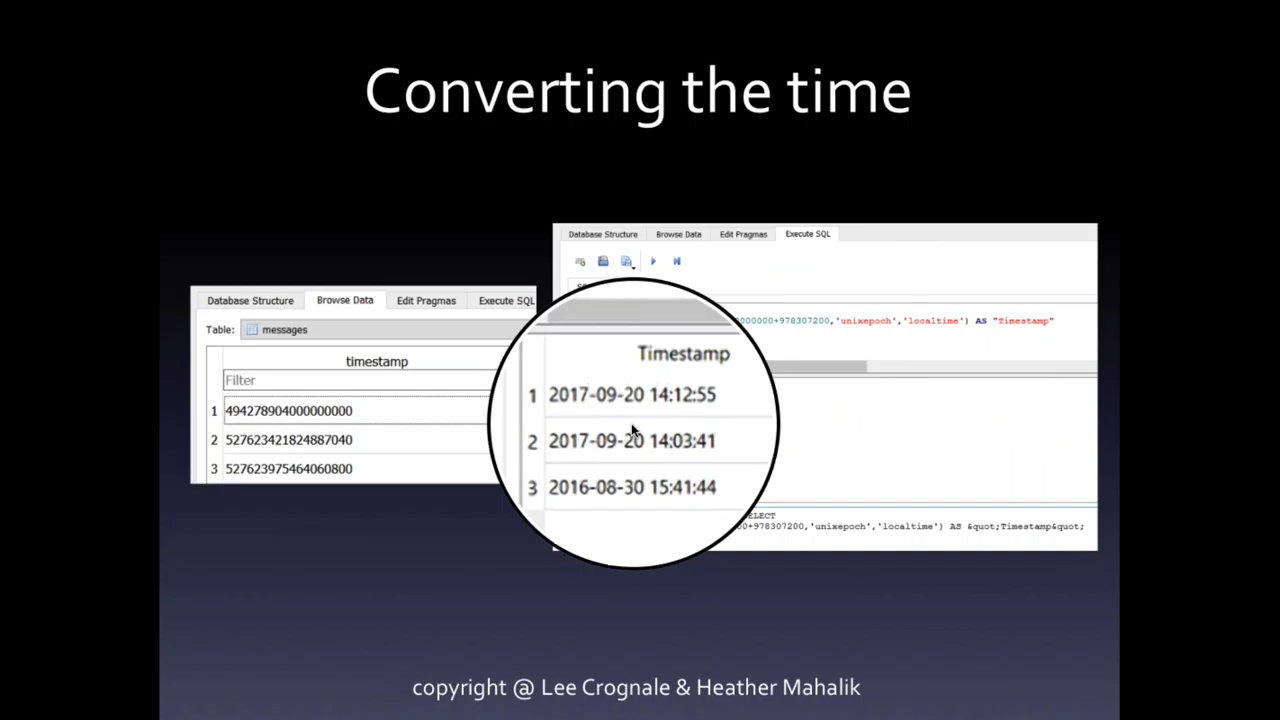 Converting the time
Database Structure Browse Data Edit Pragmas Execute SQL
Table: messages
timestamp
Filter
1 494278904000000000
2 527623421824887040
3 527623975464060800
Database Structure Browse Data Edit Pragmas Execute SQL
000000+978307200,'unixepoch','localtime') AS "Timestamp"
Timestamp
1 2017-09-20 14:12:55
2 2017-09-20 14:03:41
3 2016-08-30 15:41:44
ELECT
0+978307200,'unixepoch','localtime') AS &quot;Timestamp&quot;
copyright @ Lee Crognale & Heather Mahalik